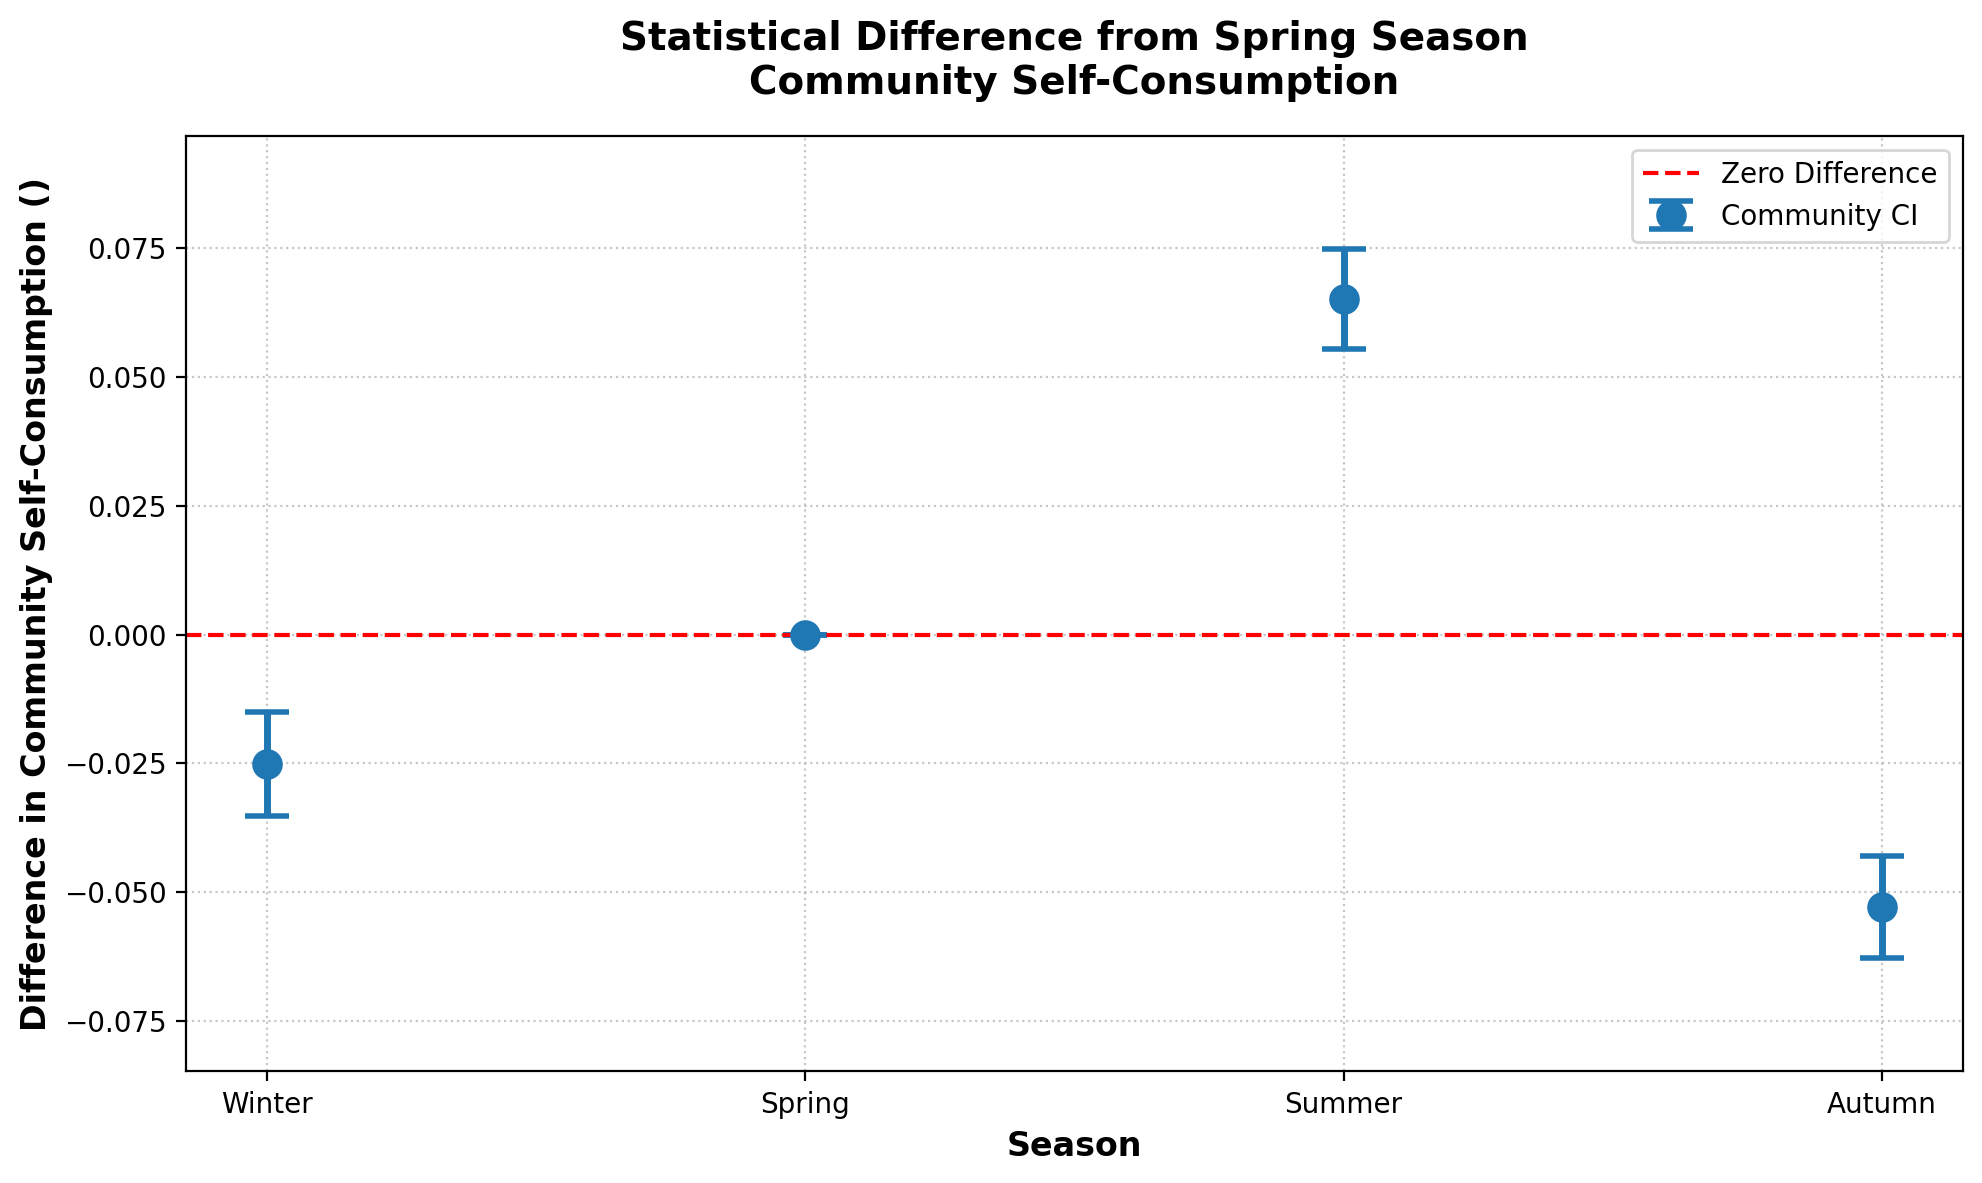 Statistical Difference from Spring Season
Community Self-Consumption
Zero Difference
Community CI
Difference in Community Self-Consumption ()
0.075
0.050
0.025
0.000
−0.025
−0.050
−0.075
Winter
Spring
Summer
Autumn
Season